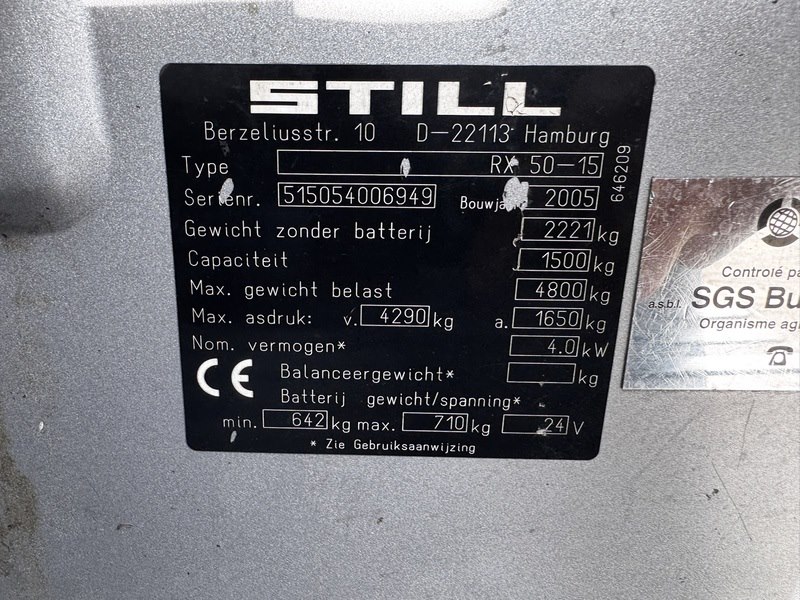 STILL
Berzeliusstr. 10 D-22113 Hamburg
Type RX 50-15
Serienr. 515054006949 Bouwjaar 2005
646209
Gewicht zonder batterij 2221 kg
Capaciteit 1500 kg
Max. gewicht belast 4800 kg
Max. asdruk: v. 4290 kg a. 1650 kg
Nom. vermogen* 4.0 kW
CE Balanceergewicht* kg
Batterij gewicht/spanning*
min. 642 kg max. 710 kg 24 V
* Zie Gebruiksaanwijzing
Controlé pa
a.s.b.l. SGS Bu
Organisme ag